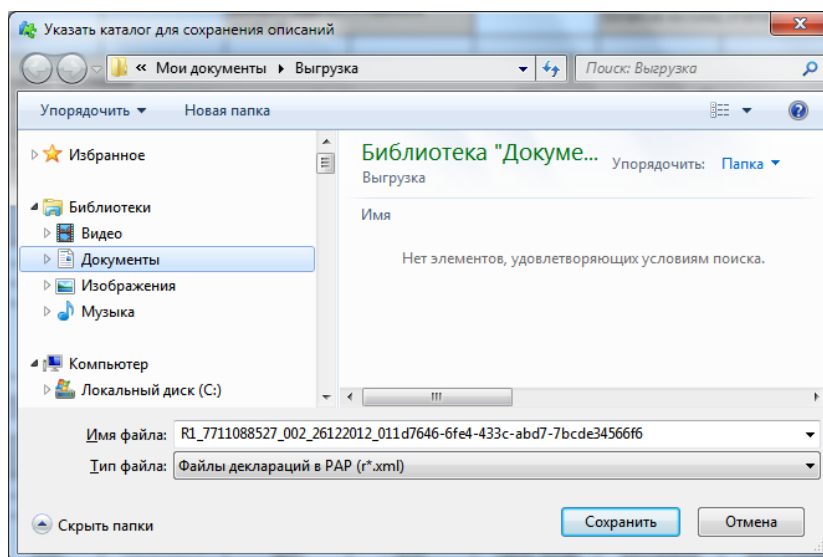 Указать каталог для сохранения описаний
« Мои документы Выгрузка
Поиск: Выгрузка
Упорядочить Новая папка
Избранное
Библиотеки
Видео
Документы
Изображения
Музыка
Компьютер
Локальный диск (C:)
Библиотека "Докуме...
Упорядочить: Папка
Выгрузка
Имя
Нет элементов, удовлетворяющих условиям поиска.
Имя файла: R1_7711088527_002_26122012_011d7646-6fe4-433c-abd7-7bcde34566f6
Тип файла: Файлы деклараций в РАР (r*.xml)
Скрыть папки
Сохранить Отмена